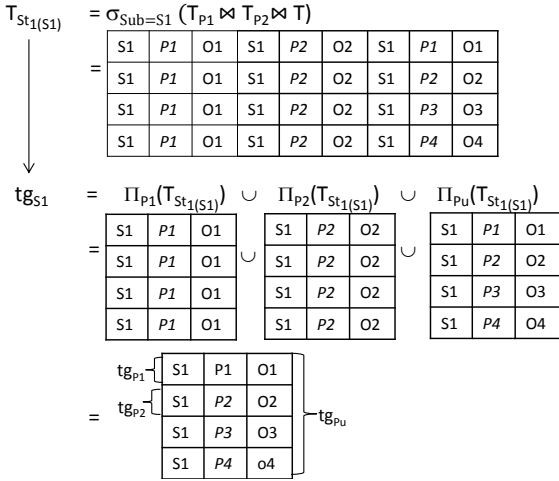 T_St1(S1) = σ_Sub=S1 (T_P1 ⋈ T_P2 ⋈ T)
= S1 P1 O1 S1 P2 O2 S1 P1 O1
S1 P1 O1 S1 P2 O2 S1 P2 O2
S1 P1 O1 S1 P2 O2 S1 P3 O3
S1 P1 O1 S1 P2 O2 S1 P4 O4
tg_S1 = Π_P1(T_St1(S1)) ∪ Π_P2(T_St1(S1)) ∪ Π_Pu(T_St1(S1))
= S1 P1 O1 ∪ S1 P2 O2 ∪ S1 P1 O1
S1 P1 O1 S1 P2 O2 S1 P2 O2
S1 P1 O1 S1 P2 O2 S1 P3 O3
S1 P1 O1 S1 P2 O2 S1 P4 O4
tg_P1 S1 P1 O1
tg_P2 S1 P2 O2
= S1 P3 O3 tg_Pu
S1 P4 o4